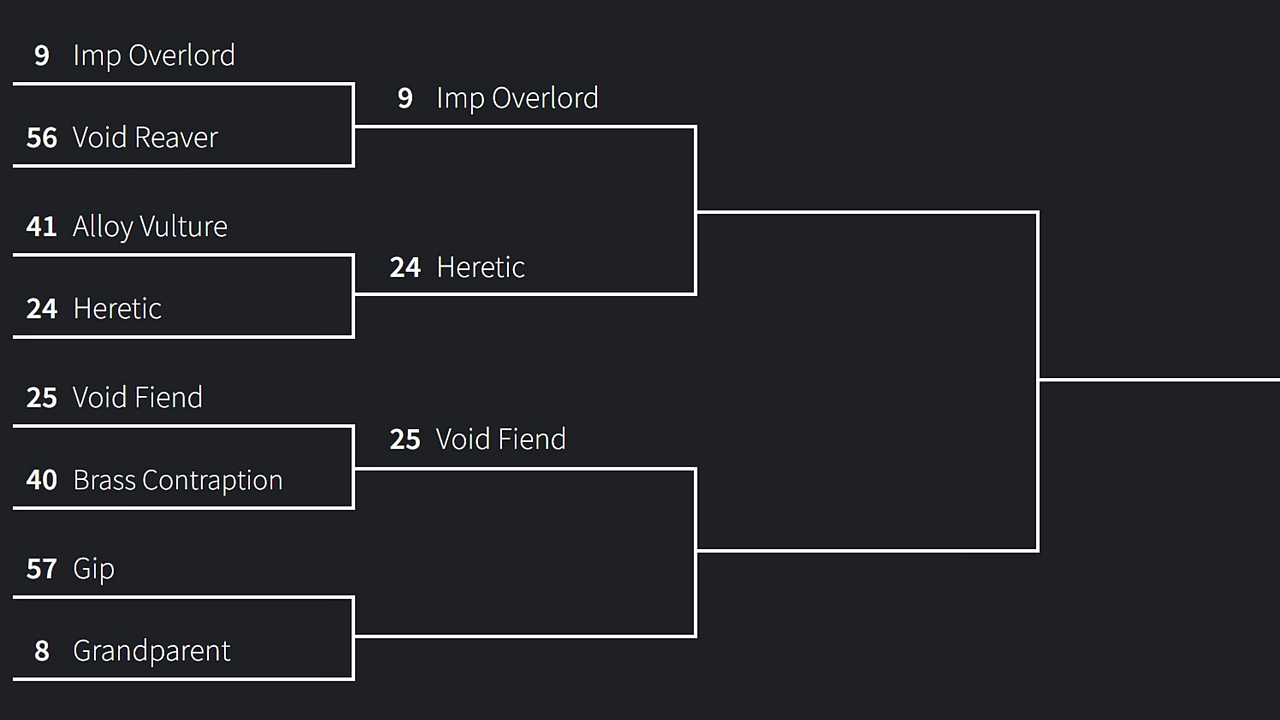 9 Imp Overlord
56 Void Reaver
41 Alloy Vulture
24 Heretic
25 Void Fiend
40 Brass Contraption
57 Gip
8 Grandparent
9 Imp Overlord
24 Heretic
25 Void Fiend